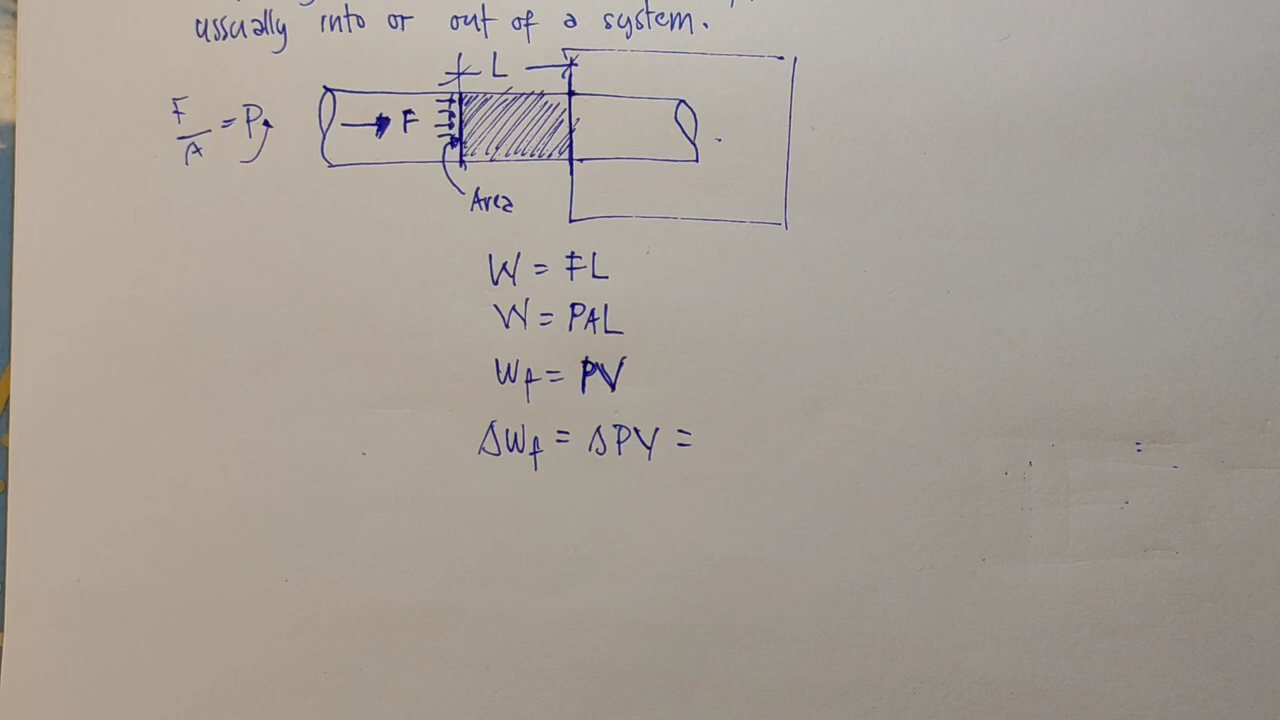 ussually into or out of a system.
L
F/A = P
F
Area
W = FL
W = PAL
Wf = PV
ΔWf = ΔPV =